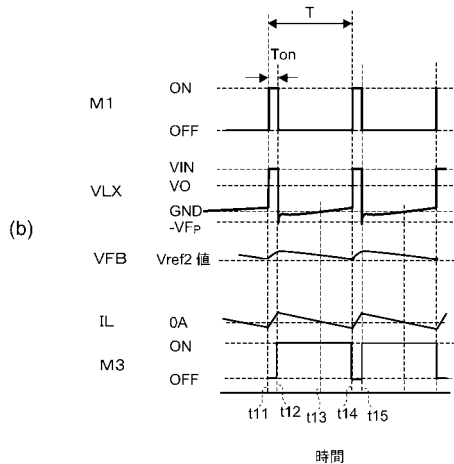 T
Ton
M1
ON
OFF
VLX
VIN
VO
GND
-VFP
(b)
VFB
Vref2 値
IL
0A
M3
ON
OFF
t11
t12
t13
t14
t15
時間